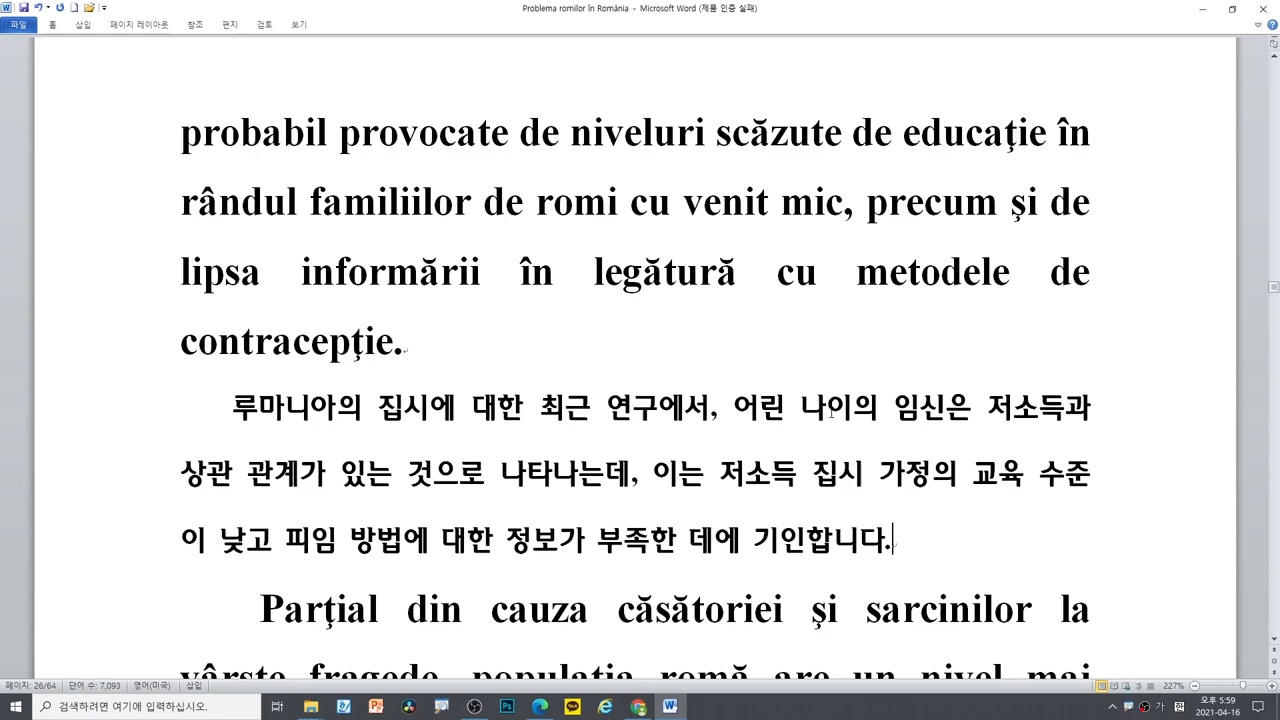 Problema romilor în România - Microsoft Word (제품 인증 실패)
파일 홈 삽입 페이지 레이아웃 참조 편지 검토 보기
probabil provocate de niveluri scăzute de educaţie în
rândul familiilor de romi cu venit mic, precum şi de
lipsa informării în legătură cu metodele de
contracepţie.
루마니아의 집시에 대한 최근 연구에서, 어린 나이의 임신은 저소득과
상관 관계가 있는 것으로 나타나는데, 이는 저소득 집시 가정의 교육 수준
이 낮고 피임 방법에 대한 정보가 부족한 데에 기인합니다.
Parţial din cauza căsătoriei şi sarcinilor la
vârste fragede, populaţia romă are un nivel mai
페이지: 26/64 단어 수: 7,093 영어(미국) 삽입 227%
검색하려면 여기에 입력하십시오. 가 오후 5:59
2021-04-16